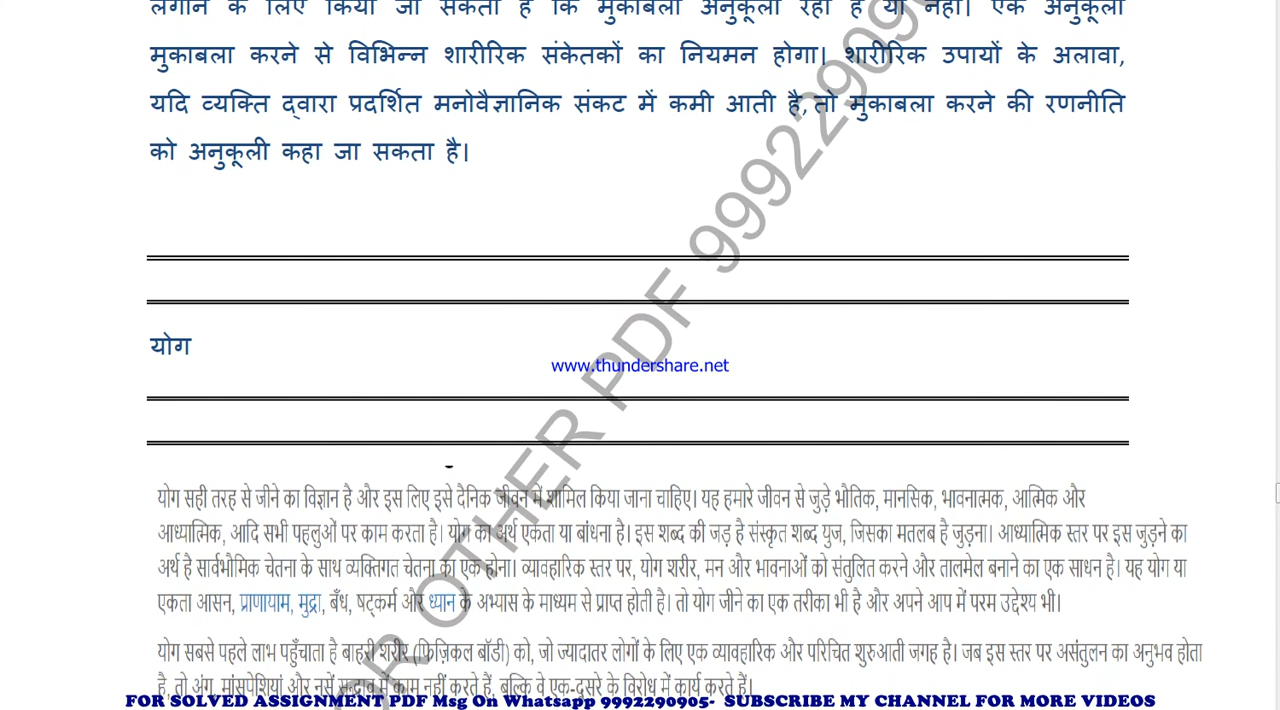 लगाने के लिए किया जा सकता है कि मुकाबला अनुकूली रहा है या नहीं। एक अनुकूली
मुकाबला करने से विभिन्न शारीरिक संकेतकों का नियमन होगा। शारीरिक उपायों के अलावा,
यदि व्यक्ति द्वारा प्रदर्शित मनोवैज्ञानिक संकट में कमी आती है, तो मुकाबला करने की रणनीति
को अनुकूली कहा जा सकता है।
योग
www.thundershare.net
योग सही तरह से जीने का विज्ञान है और इस लिए इसे दैनिक जीवन में शामिल किया जाना चाहिए। यह हमारे जीवन से जुड़े भौतिक, मानसिक, भावनात्मक, आत्मिक और
आध्यात्मिक, आदि सभी पहलुओं पर काम करता है। योग का अर्थ एकता या बांधना है। इस शब्द की जड़ है संस्कृत शब्द युज, जिसका मतलब है जुड़ना। आध्यात्मिक स्तर पर इस जुड़ने का
अर्थ है सार्वभौमिक चेतना के साथ व्यक्तिगत चेतना का एक होना। व्यावहारिक स्तर पर, योग शरीर, मन और भावनाओं को संतुलित करने और तालमेल बनाने का एक साधन है। यह योग या
एकता आसन, प्राणायाम, मुद्रा, बँध, षट्कर्म और ध्यान के अभ्यास के माध्यम से प्राप्त होती है। तो योग जीने का एक तरीका भी है और अपने आप में परम उद्देश्य भी।
योग सबसे पहले लाभ पहुँचाता है बाहरी शरीर (फिज़िकल बॉडी) को, जो ज्यादातर लोगों के लिए एक व्यावहारिक और परिचित शुरुआती जगह है। जब इस स्तर पर असंतुलन का अनुभव होता
है, तो अंग, मांसपेशियां और नसें सद्भाव में काम नहीं करते हैं, बल्कि वे एक-दूसरे के विरोध में कार्य करते हैं।
OR OTHER PDF 9992290905
FOR SOLVED ASSIGNMENT PDF Msg On Whatsapp 9992290905- SUBSCRIBE MY CHANNEL FOR MORE VIDEOS